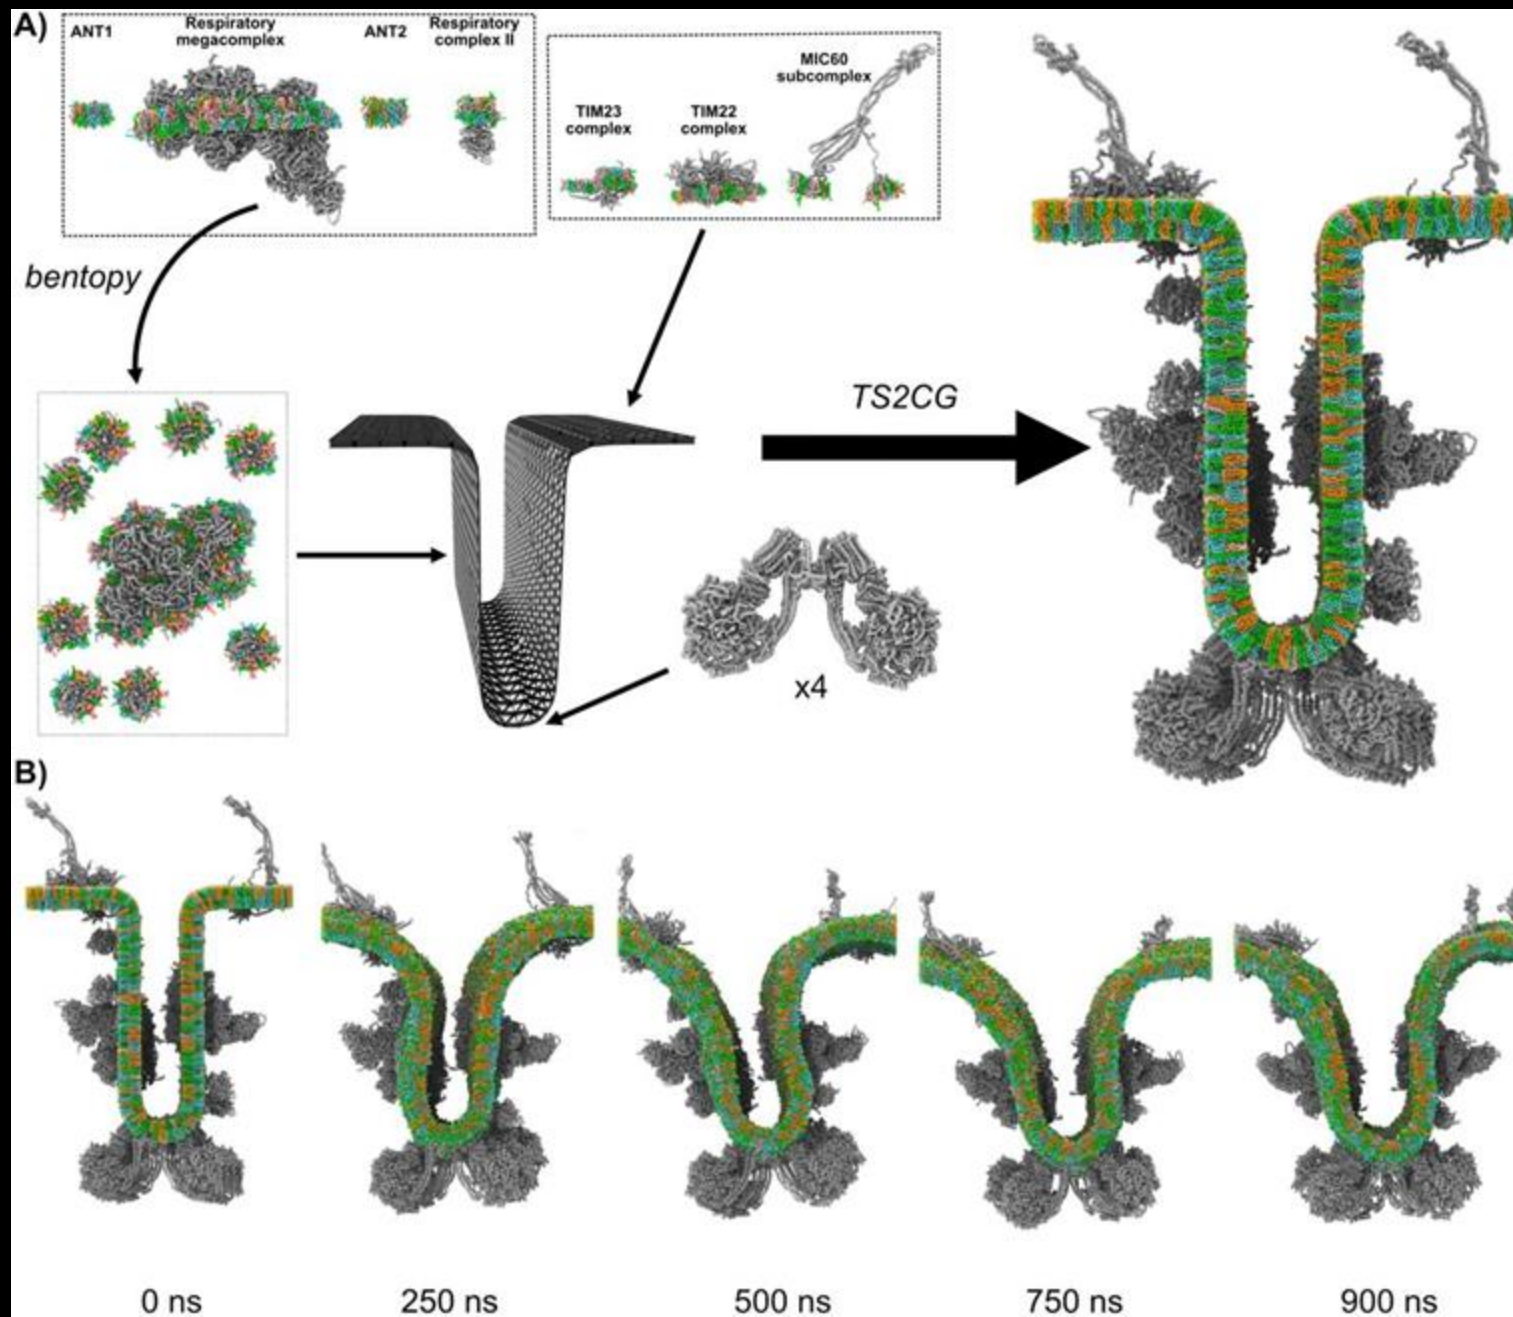 A)
ANT1
Respiratory
megacomplex
ANT2
Respiratory
complex II
MIC60
subcomplex
TIM23
complex
TIM22
complex
bentopy
TS2CG
x4
B)
0 ns
250 ns
500 ns
750 ns
900 ns